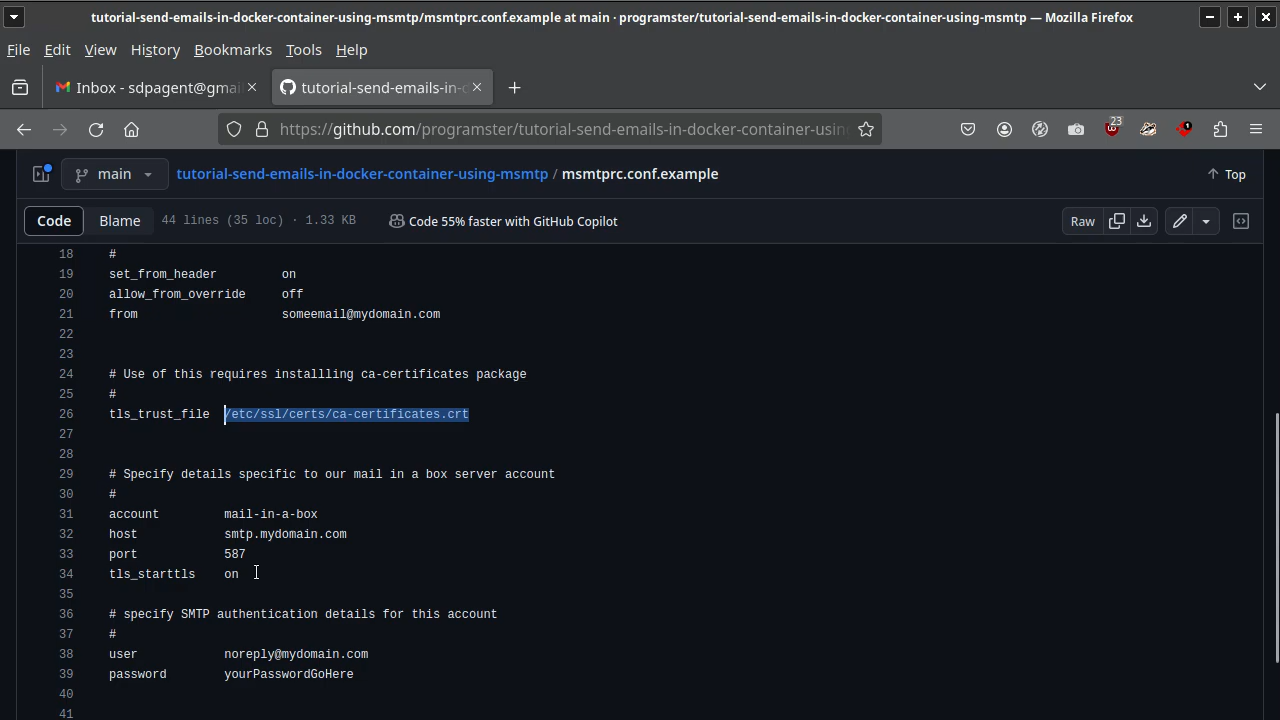 tutorial-send-emails-in-docker-container-using-msmtp/msmtprc.conf.example at main · programster/tutorial-send-emails-in-docker-container-using-msmtp — Mozilla Firefox
File Edit View History Bookmarks Tools Help
Inbox - sdpagent@gmai
tutorial-send-emails-in-
https://github.com/programster/tutorial-send-emails-in-docker-container-usin
23
1
main
tutorial-send-emails-in-docker-container-using-msmtp / msmtprc.conf.example
Top
Code Blame 44 lines (35 loc) · 1.33 KB Code 55% faster with GitHub Copilot Raw
18 #
19 set_from_header on
20 allow_from_override off
21 from someemail@mydomain.com
22
23
24 # Use of this requires installling ca-certificates package
25 #
26 tls_trust_file /etc/ssl/certs/ca-certificates.crt
27
28
29 # Specify details specific to our mail in a box server account
30 #
31 account mail-in-a-box
32 host smtp.mydomain.com
33 port 587
34 tls_starttls on
35
36 # specify SMTP authentication details for this account
37 #
38 user noreply@mydomain.com
39 password yourPasswordGoHere
40
41